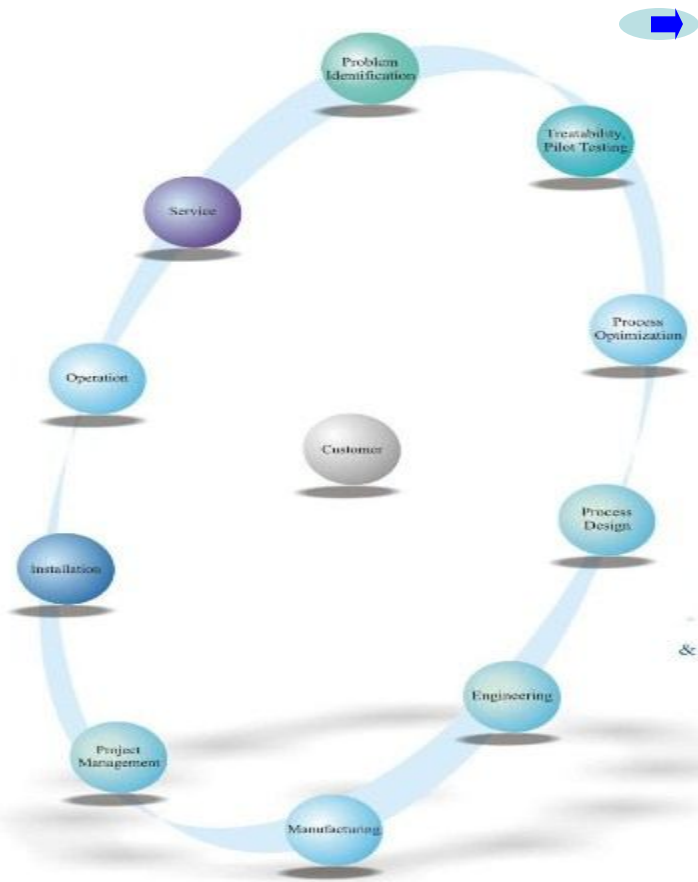 Problem
Identification
Treatability,
Pilot Testing
Service
Process
Optimization
Operation
Customer
Process
Design
Installation
&
Engineering
Project
Management
Manufacturing